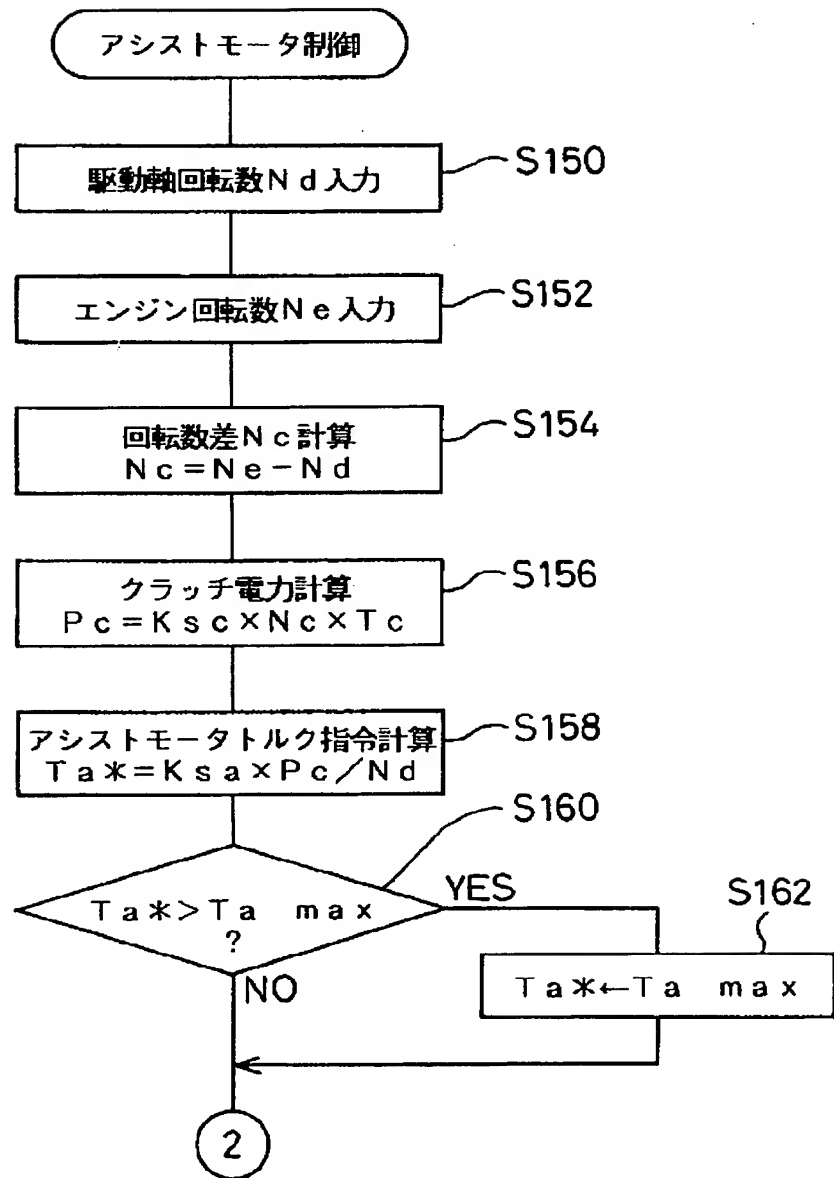 アシストモータ制御
駆動軸回転数Ｎｄ入力
S150
エンジン回転数Ｎｅ入力
S152
回転数差Ｎｃ計算
Ｎｃ＝Ｎｅ－Ｎｄ
S154
クラッチ電力計算
Ｐｃ＝Ｋｓｃ×Ｎｃ×Ｔｃ
S156
アシストモータトルク指令計算
Ｔａ＊＝Ｋｓａ×Ｐｃ／Ｎｄ
S158
S160
Ｔａ＊＞Ｔａ　ｍａｘ
？
YES
NO
S162
Ｔａ＊←Ｔａ　ｍａｘ
2